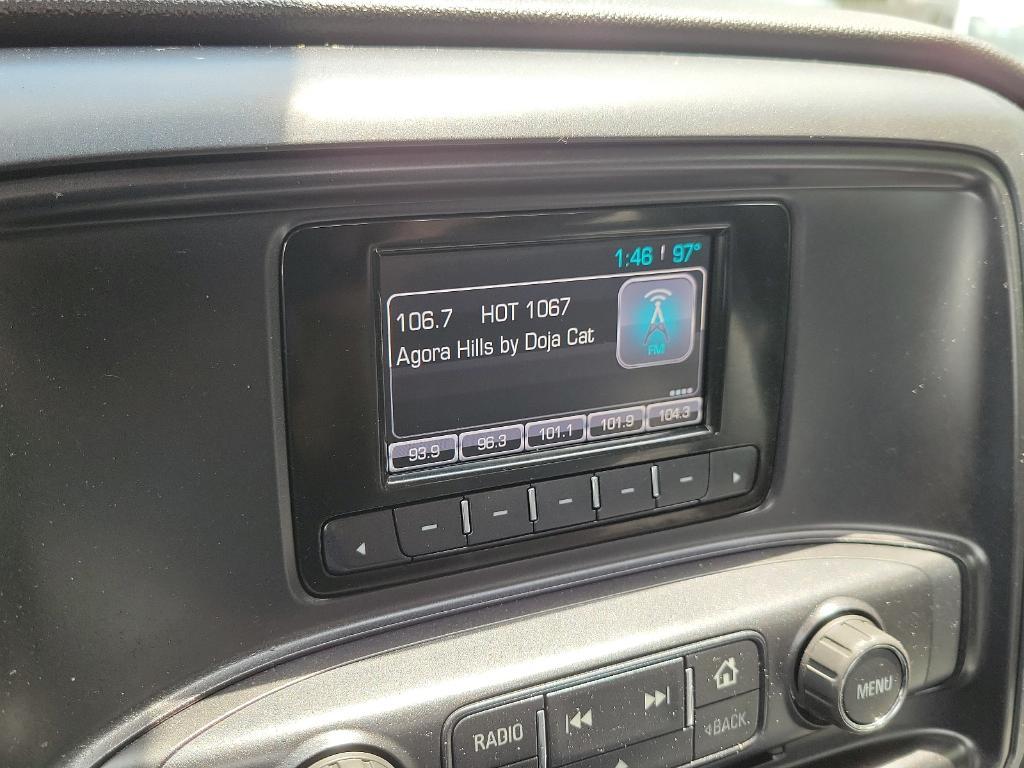 1:46 97°
106.7 HOT 1067
Agora Hills by Doja Cat
FM
93.9 96.3 101.1 101.9 104.3
RADIO
BACK
MENU